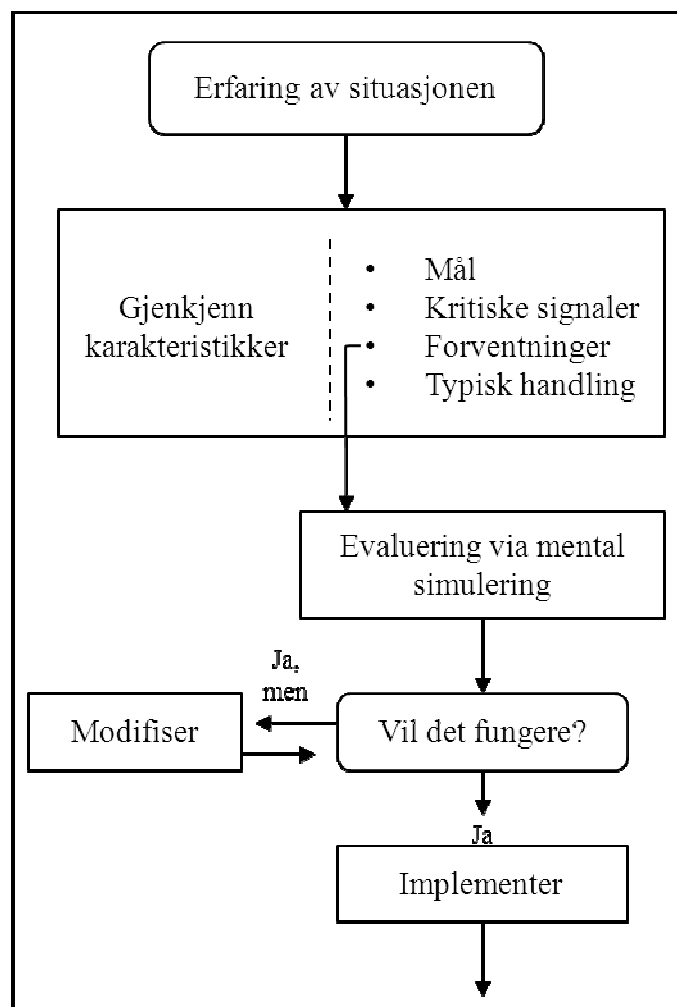 Erfaring av situasjonen
Gjenkjenn
karakteristikker
• Mål
• Kritiske signaler
• Forventninger
• Typisk handling
Evaluering via mental
simulering
Ja,
men
Modifiser
Vil det fungere?
Ja
Implementer